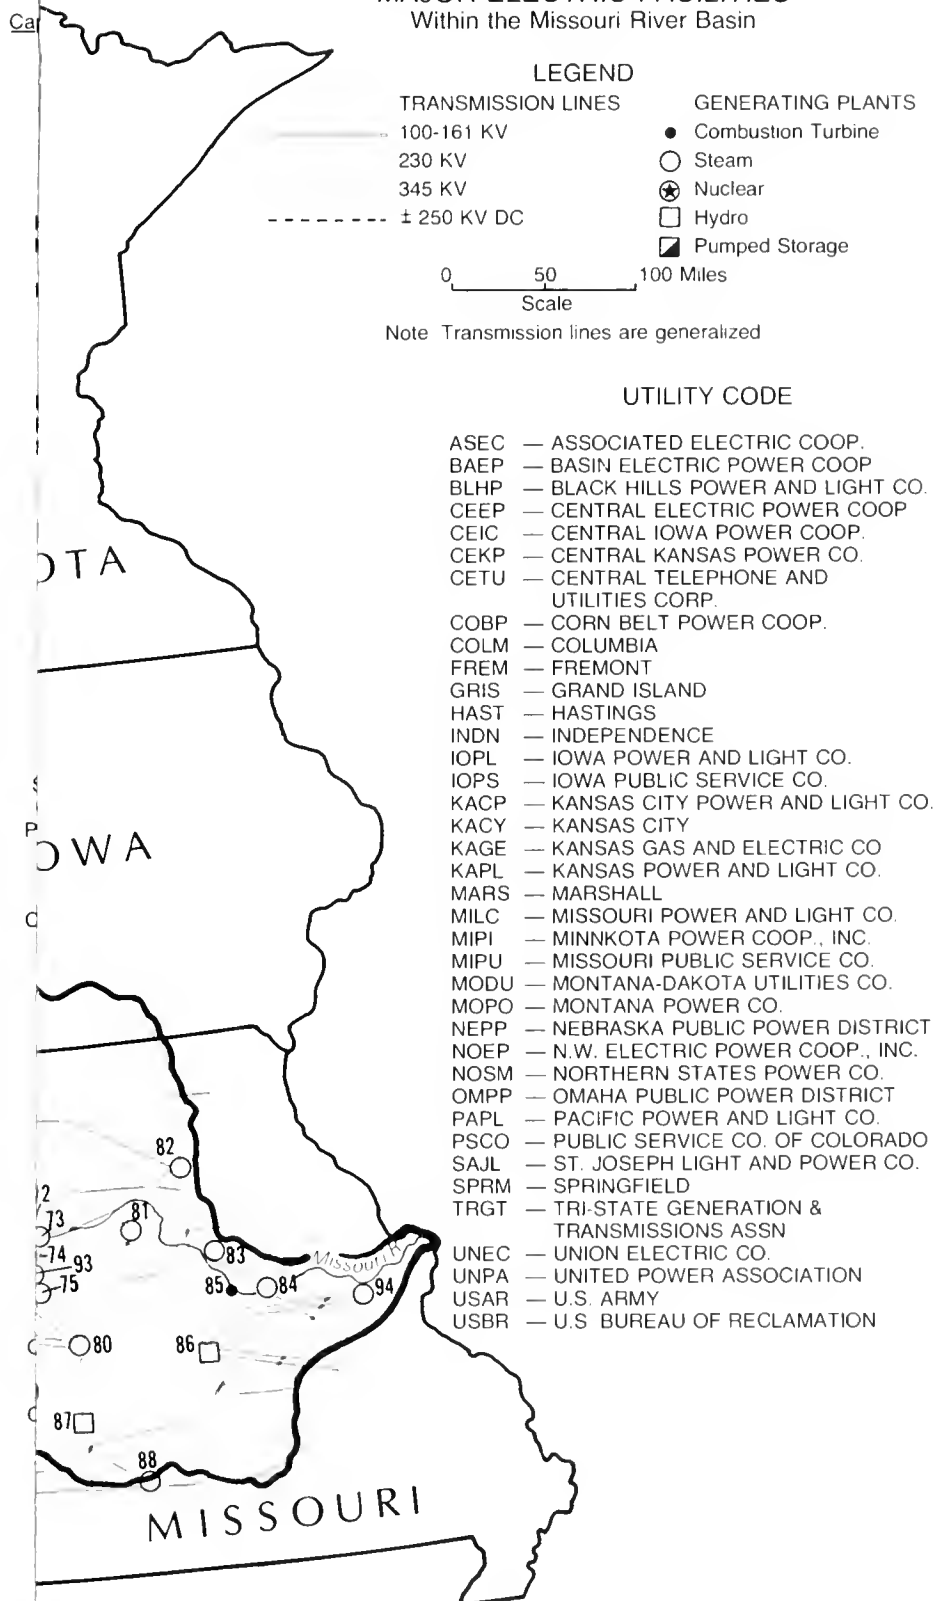 Ca
MAJOR ELECTRIC FACILITIES
Within the Missouri River Basin
LEGEND
TRANSMISSION LINES
100-161 KV
230 KV
345 KV
± 250 KV DC
GENERATING PLANTS
Combustion Turbine
Steam
Nuclear
Hydro
Pumped Storage
0 50 100 Miles
Scale
Note Transmission lines are generalized
UTILITY CODE
ASEC — ASSOCIATED ELECTRIC COOP.
BAEP — BASIN ELECTRIC POWER COOP
BLHP — BLACK HILLS POWER AND LIGHT CO.
CEEP — CENTRAL ELECTRIC POWER COOP
CEIC — CENTRAL IOWA POWER COOP.
CEKP — CENTRAL KANSAS POWER CO.
CETU — CENTRAL TELEPHONE AND
UTILITIES CORP.
COBP — CORN BELT POWER COOP.
COLM — COLUMBIA
FREM — FREMONT
GRIS — GRAND ISLAND
HAST — HASTINGS
INDN — INDEPENDENCE
IOPL — IOWA POWER AND LIGHT CO.
IOPS — IOWA PUBLIC SERVICE CO.
KACP — KANSAS CITY POWER AND LIGHT CO.
KACY — KANSAS CITY
KAGE — KANSAS GAS AND ELECTRIC CO
KAPL — KANSAS POWER AND LIGHT CO.
MARS — MARSHALL
MILC — MISSOURI POWER AND LIGHT CO.
MIPI — MINNKOTA POWER COOP., INC.
MIPU — MISSOURI PUBLIC SERVICE CO.
MODU — MONTANA-DAKOTA UTILITIES CO.
MOPO — MONTANA POWER CO.
NEPP — NEBRASKA PUBLIC POWER DISTRICT
NOEP — N.W. ELECTRIC POWER COOP., INC.
NOSM — NORTHERN STATES POWER CO.
OMPP — OMAHA PUBLIC POWER DISTRICT
PAPL — PACIFIC POWER AND LIGHT CO.
PSCO — PUBLIC SERVICE CO. OF COLORADO
SAJL — ST. JOSEPH LIGHT AND POWER CO.
SPRM — SPRINGFIELD
TRGT — TRI-STATE GENERATION &
TRANSMISSIONS ASSN
UNEC — UNION ELECTRIC CO.
UNPA — UNITED POWER ASSOCIATION
USAR — U.S. ARMY
USBR — U.S BUREAU OF RECLAMATION
OTA
P
OWA
82
2
73
81
74
93
83
75
85
84
94
Missouri R
80
86
87
88
MISSOURI